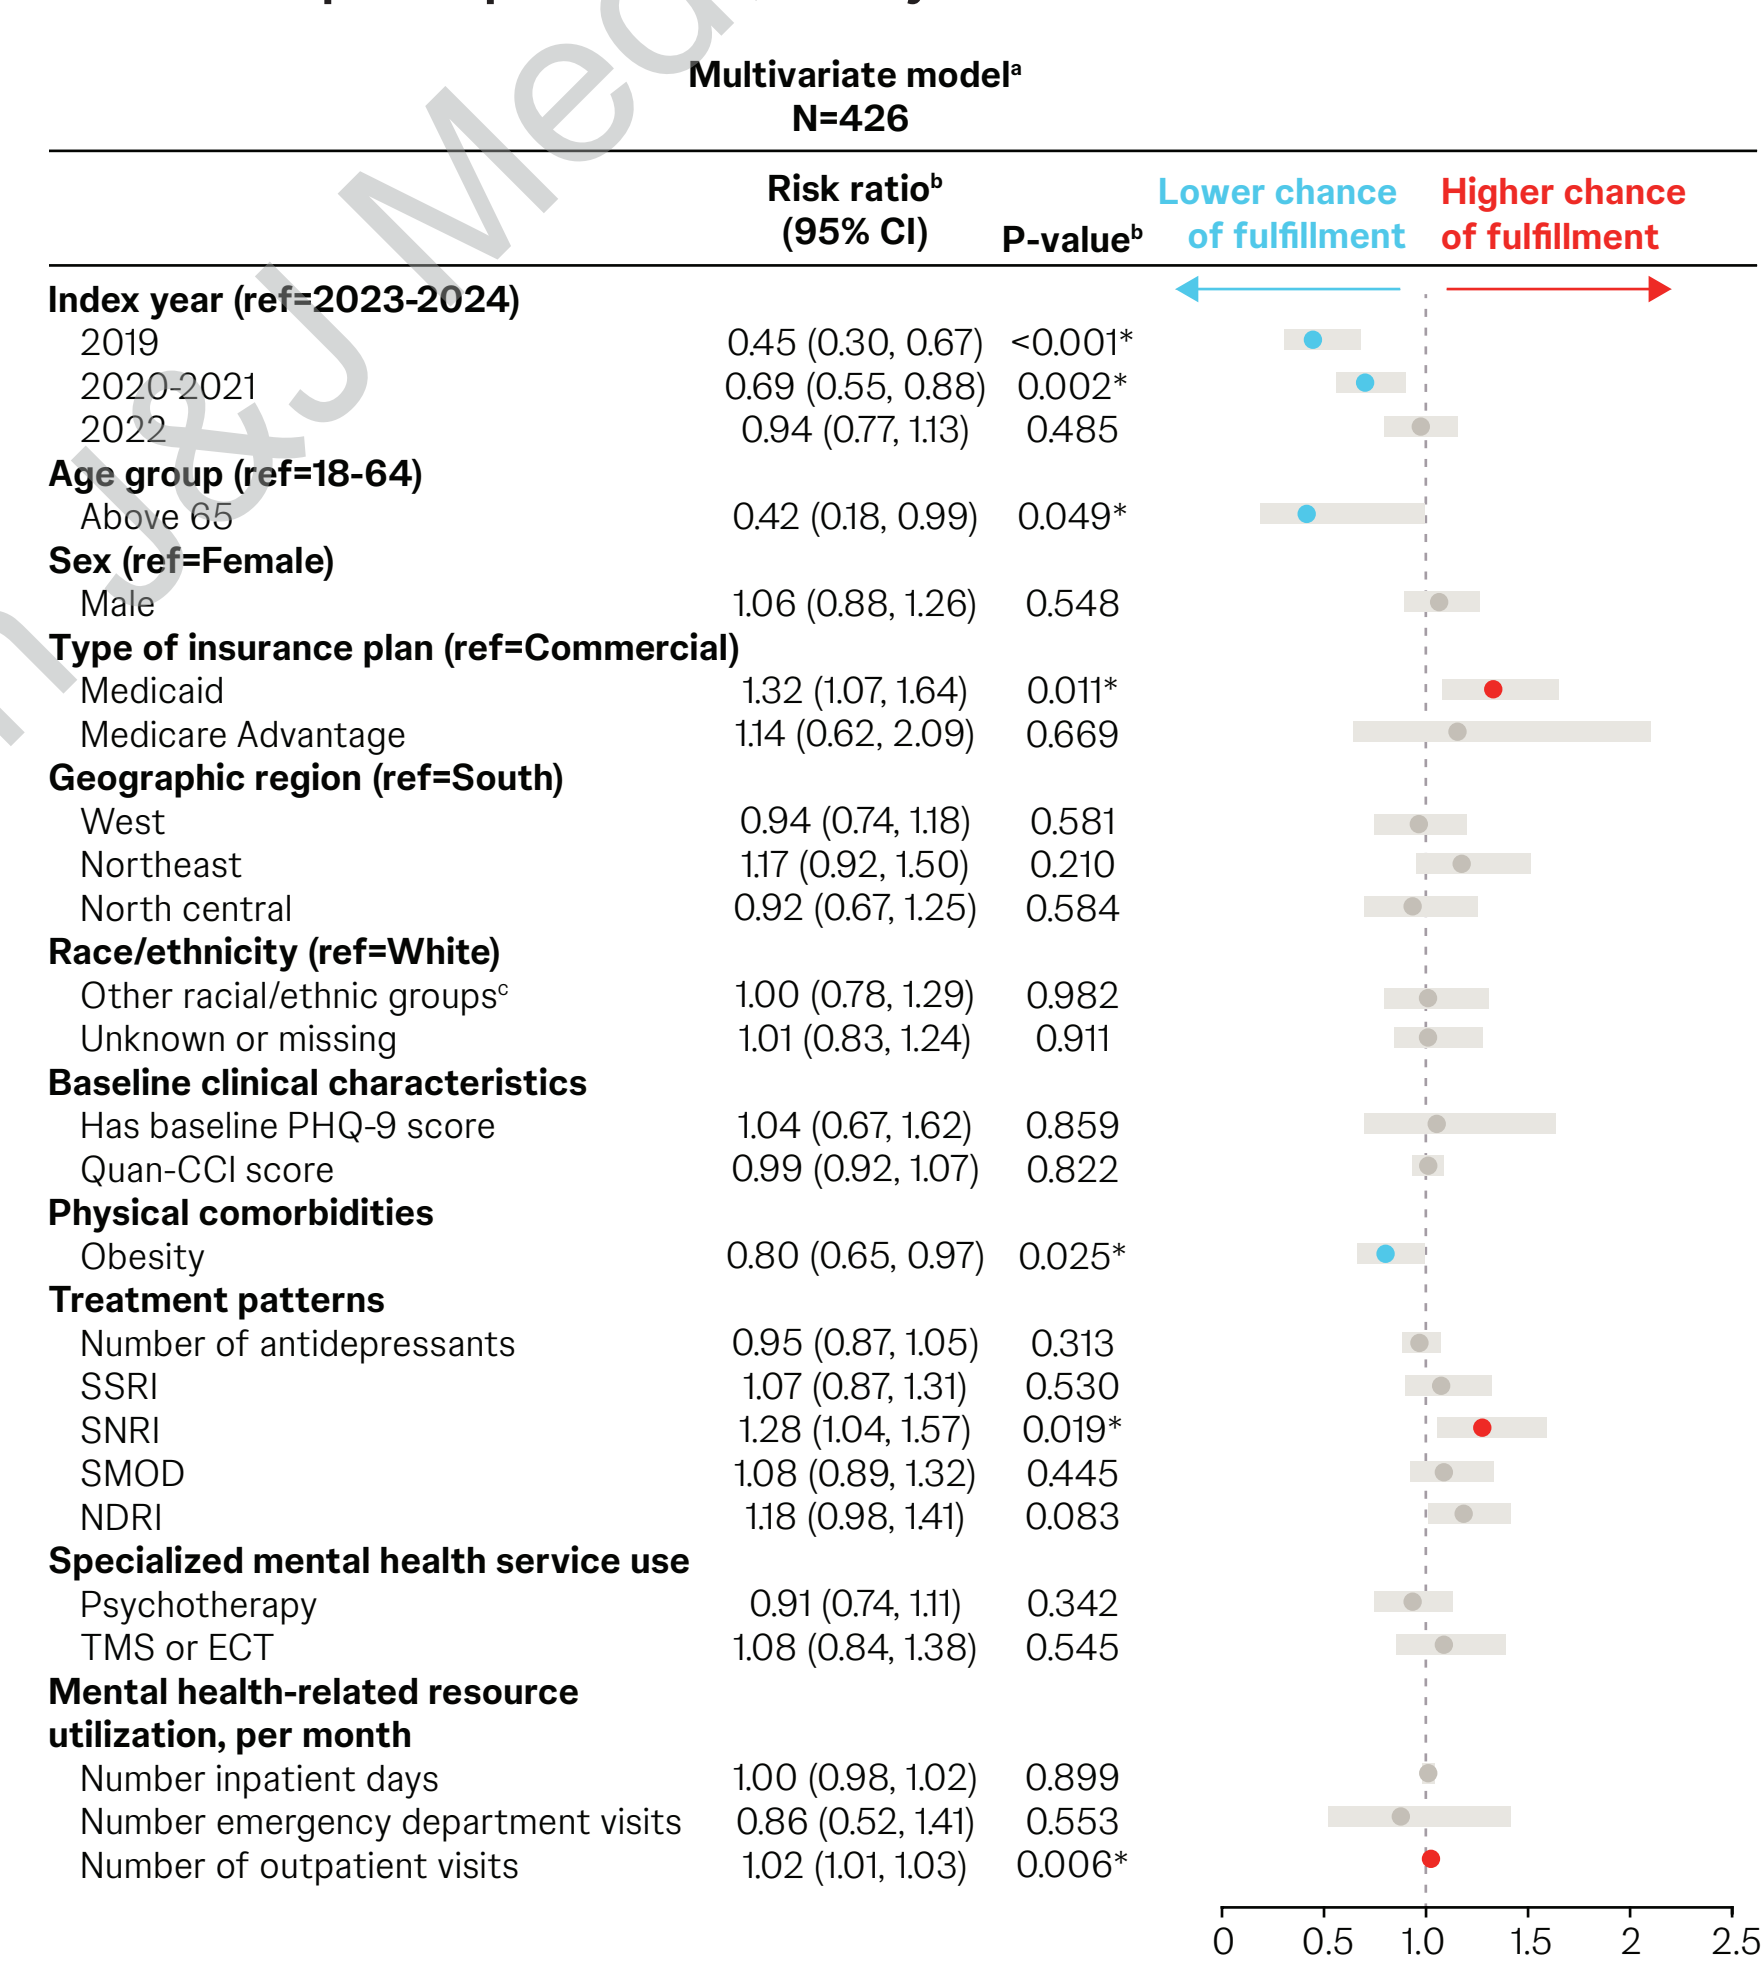 Multivariate modelᵃ
N=426
Risk ratioᵇ
(95% CI)
P-valueᵇ
Lower chance
of fulfillment
Higher chance
of fulfillment
Index year (ref=2023-2024)
2019 0.45 (0.30, 0.67) <0.001*
2020-2021 0.69 (0.55, 0.88) 0.002*
2022 0.94 (0.77, 1.13) 0.485
Age group (ref=18-64)
Above 65 0.42 (0.18, 0.99) 0.049*
Sex (ref=Female)
Male 1.06 (0.88, 1.26) 0.548
Type of insurance plan (ref=Commercial)
Medicaid 1.32 (1.07, 1.64) 0.011*
Medicare Advantage 1.14 (0.62, 2.09) 0.669
Geographic region (ref=South)
West 0.94 (0.74, 1.18) 0.581
Northeast 1.17 (0.92, 1.50) 0.210
North central 0.92 (0.67, 1.25) 0.584
Race/ethnicity (ref=White)
Other racial/ethnic groupsᶜ 1.00 (0.78, 1.29) 0.982
Unknown or missing 1.01 (0.83, 1.24) 0.911
Baseline clinical characteristics
Has baseline PHQ-9 score 1.04 (0.67, 1.62) 0.859
Quan-CCI score 0.99 (0.92, 1.07) 0.822
Physical comorbidities
Obesity 0.80 (0.65, 0.97) 0.025*
Treatment patterns
Number of antidepressants 0.95 (0.87, 1.05) 0.313
SSRI 1.07 (0.87, 1.31) 0.530
SNRI 1.28 (1.04, 1.57) 0.019*
SMOD 1.08 (0.89, 1.32) 0.445
NDRI 1.18 (0.98, 1.41) 0.083
Specialized mental health service use
Psychotherapy 0.91 (0.74, 1.11) 0.342
TMS or ECT 1.08 (0.84, 1.38) 0.545
Mental health-related resource
utilization, per month
Number inpatient days 1.00 (0.98, 1.02) 0.899
Number emergency department visits 0.86 (0.52, 1.41) 0.553
Number of outpatient visits 1.02 (1.01, 1.03) 0.006*
0 0.5 1.0 1.5 2 2.5
J&J